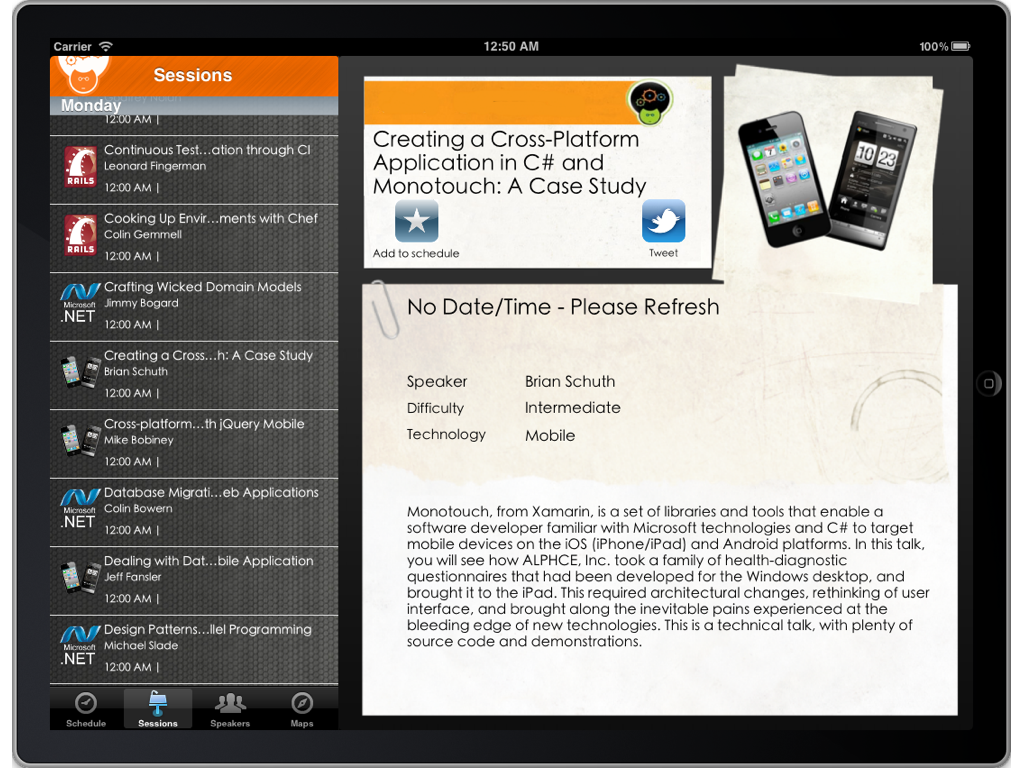 Carrier
12:50 AM
100%
Sessions
Monday
12:00 AM |
Continuous Test...ation through CI
Leonard Fingerman
12:00 AM |
RAILS
Cooking Up Envir...ments with Chef
Colin Gemmell
12:00 AM |
RAILS
Crafting Wicked Domain Models
Jimmy Bogard
12:00 AM |
Microsoft
.NET
Creating a Cross...h: A Case Study
Brian Schuth
12:00 AM |
Cross-platform...th jQuery Mobile
Mike Bobiney
12:00 AM |
Database Migrati...eb Applications
Colin Bowern
12:00 AM |
Microsoft
.NET
Dealing with Dat...bile Application
Jeff Fansler
12:00 AM |
Design Patterns...llel Programming
Michael Slade
12:00 AM |
Microsoft
.NET
Schedule
Sessions
Speakers
Maps
Creating a Cross-Platform
Application in C# and
Monotouch: A Case Study
Add to schedule
Tweet
10 23
No Date/Time - Please Refresh
Speaker Brian Schuth
Difficulty Intermediate
Technology Mobile
Monotouch, from Xamarin, is a set of libraries and tools that enable a
software developer familiar with Microsoft technologies and C# to target
mobile devices on the iOS (iPhone/iPad) and Android platforms. In this talk,
you will see how ALPHCE, Inc. took a family of health-diagnostic
questionnaires that had been developed for the Windows desktop, and
brought it to the iPad. This required architectural changes, rethinking of user
interface, and brought along the inevitable pains experienced at the
bleeding edge of new technologies. This is a technical talk, with plenty of
source code and demonstrations.